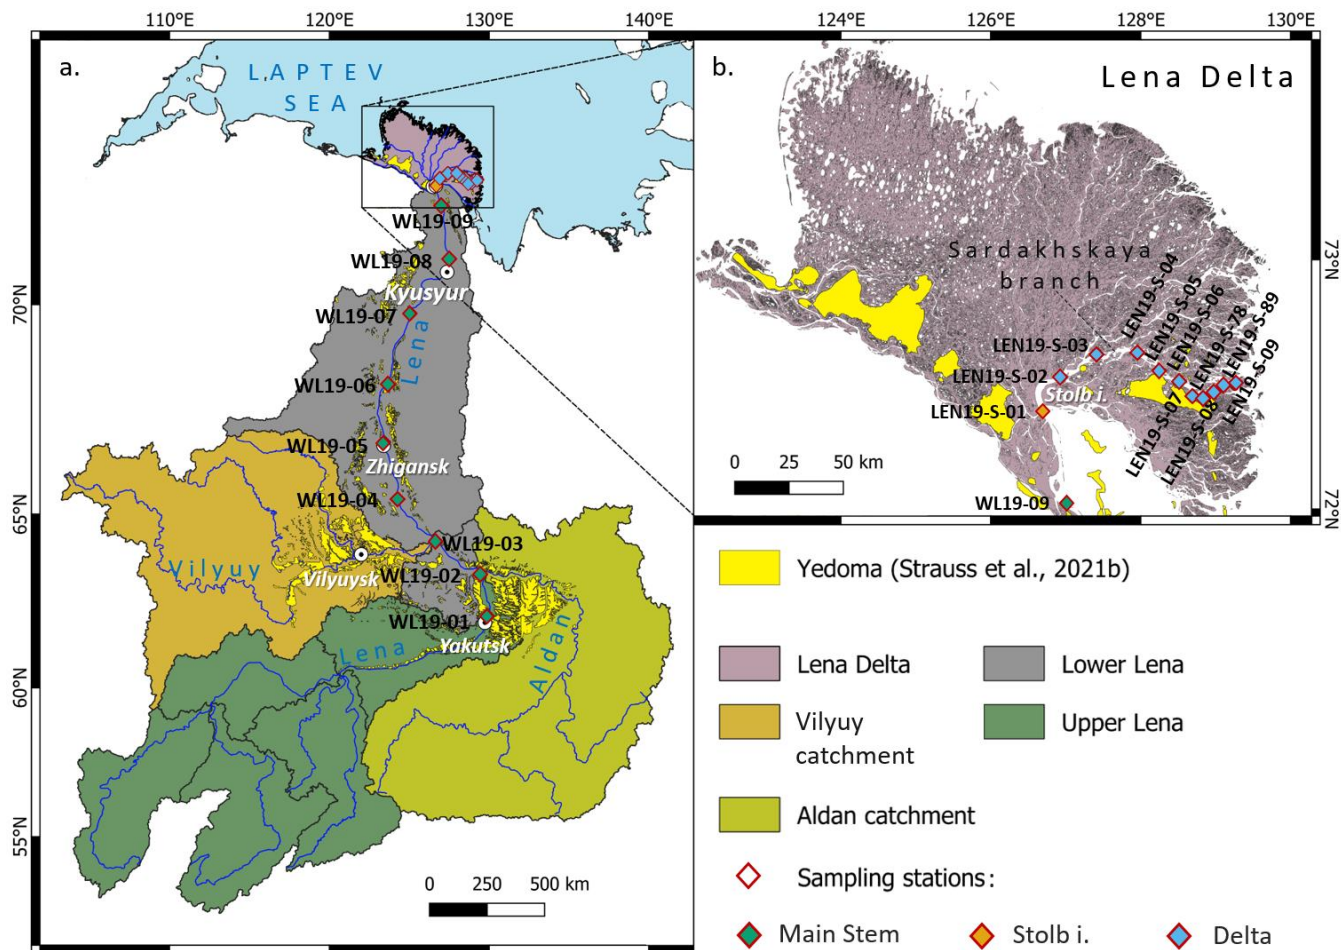 110°E 120°E 130°E 140°E
124°E 126°E 128°E 130°E
a.
LAPTEV
SEA
WL19-09
WL19-08
Kyusyur
WL19-07
Lena
WL19-06
WL19-05
Zhigansk
WL19-04
WL19-03
Vilyuy
Vilyuysk
WL19-02
WL19-01
Yakutsk
Lena
Aldan
70°N
65°N
60°N
55°N
0 250 500 km
b.
Lena Delta
Sardakhskaya
branch
LEN19-S-04
LEN19-S-05
LEN19-S-06
LEN19-S-78
LEN19-S-89
LEN19-S-09
LEN19-S-03
LEN19-S-02
Stolb i.
LEN19-S-01
LEN19-S-07
LEN19-S-08
WL19-09
0 25 50 km
73°N
72°N
Yedoma (Strauss et al., 2021b)
Lena Delta
Lower Lena
Vilyuy
catchment
Upper Lena
Aldan catchment
Sampling stations:
Main Stem
Stolb i.
Delta